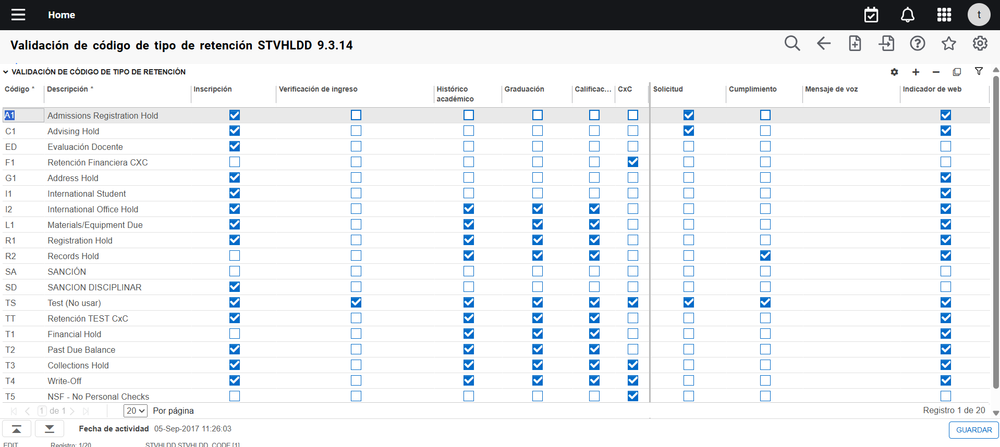 Home
t
Validación de código de tipo de retención STVHLDD 9.3.14
VALIDACIÓN DE CÓDIGO DE TIPO DE RETENCIÓN
Código * Descripción * Inscripción Verificación de ingreso Histórico académico Graduación Calificac... CxC Solicitud Cumplimiento Mensaje de voz Indicador de web
A1 Admissions Registration Hold
C1 Advising Hold
ED Evaluación Docente
F1 Retención Financiera CXC
G1 Address Hold
I1 International Student
I2 International Office Hold
L1 Materials/Equipment Due
R1 Registration Hold
R2 Records Hold
SA SANCIÓN
SD SANCION DISCIPLINAR
TS Test (No usar)
TT Retención TEST CxC
T1 Financial Hold
T2 Past Due Balance
T3 Collections Hold
T4 Write-Off
T5 NSF - No Personal Checks
1 de 1 20 Por página Registro 1 de 20
Fecha de actividad 05-Sep-2017 11:26:03 GUARDAR
EDIT Registro: 1/20 STVHLDD.STVHLDD_CODE [1]